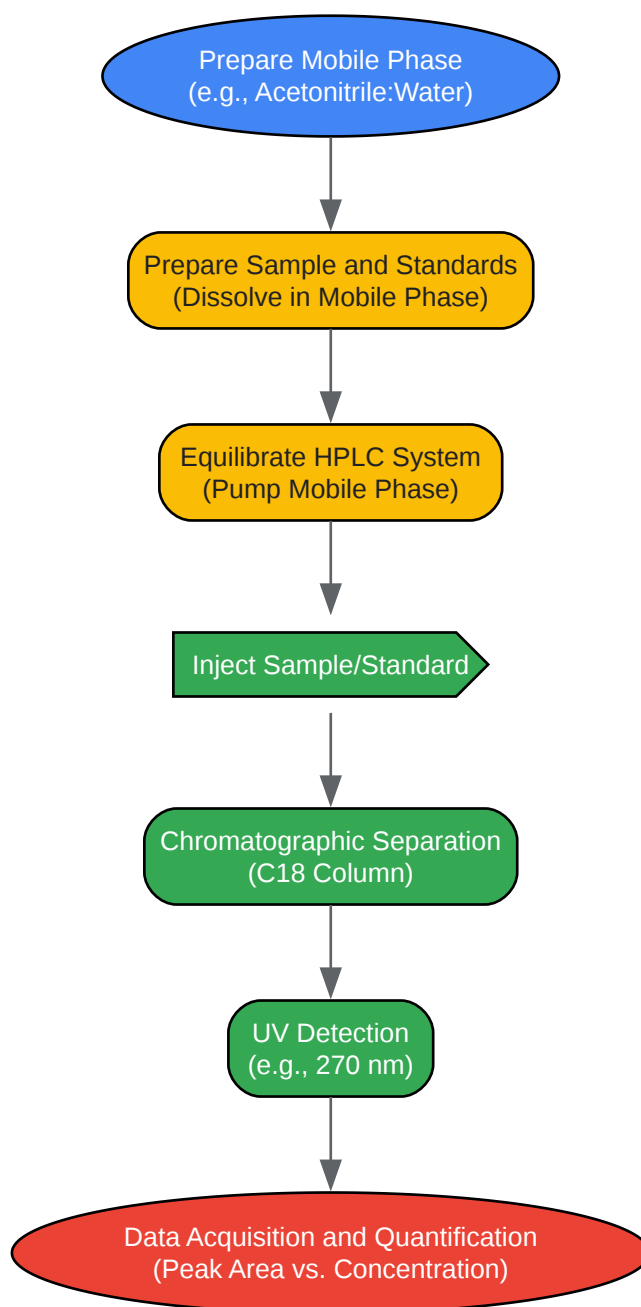 Prepare Mobile Phase
(e.g., Acetonitrile:Water)
Prepare Sample and Standards
(Dissolve in Mobile Phase)
Equilibrate HPLC System
(Pump Mobile Phase)
Inject Sample/Standard
Chromatographic Separation
(C18 Column)
UV Detection
(e.g., 270 nm)
Data Acquisition and Quantification
(Peak Area vs. Concentration)